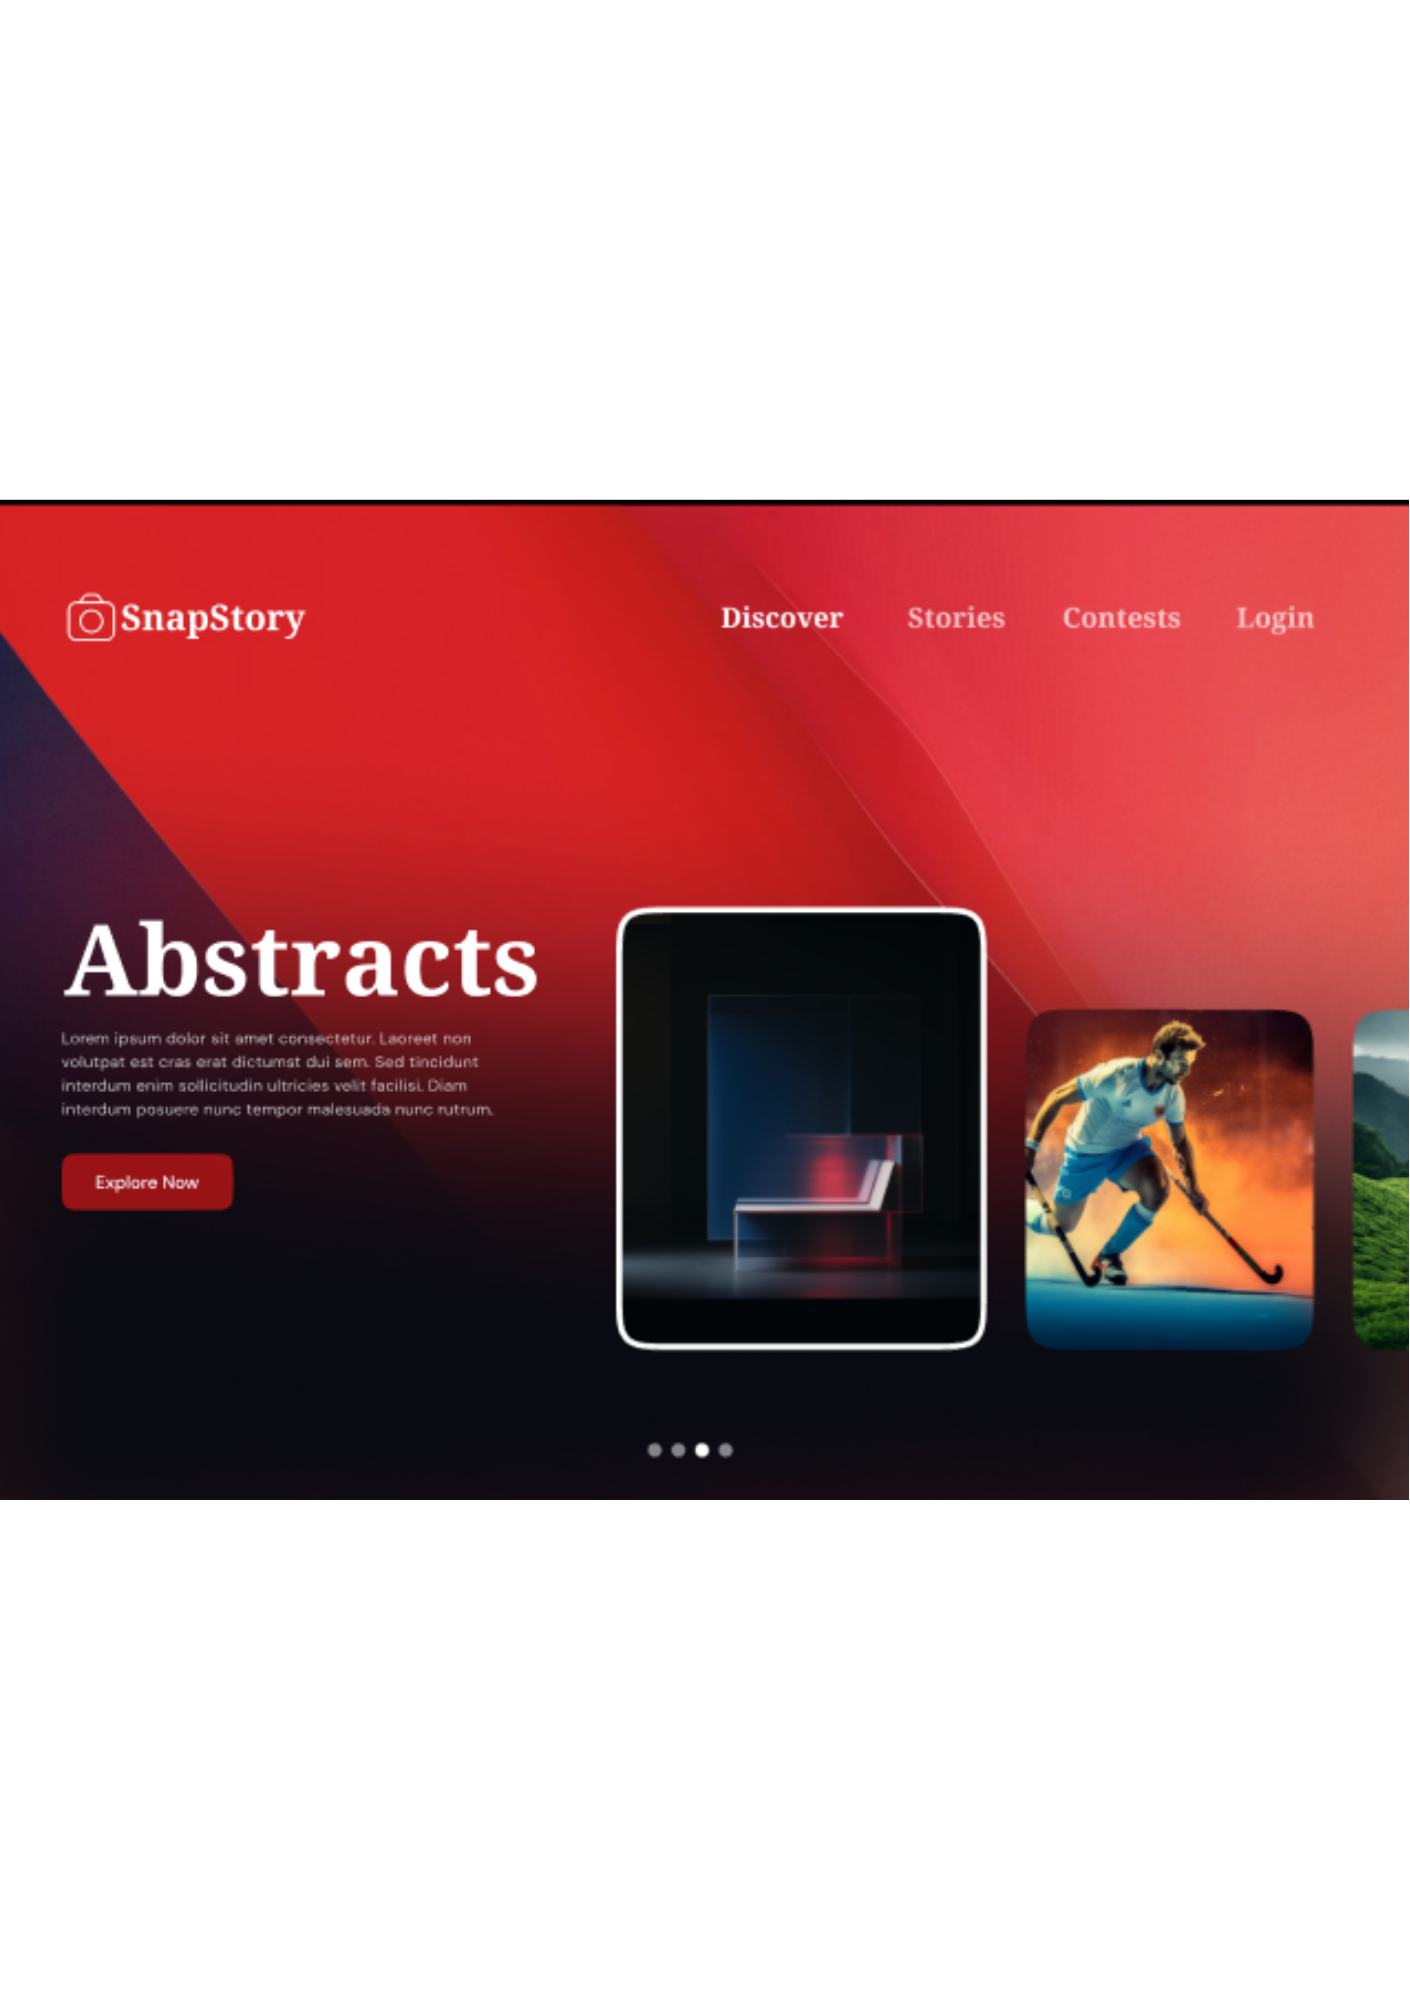 SnapStory
Discover Stories Contests Login
Abstracts
Lorem ipsum dolor sit amet consectetur. Laoreet non
volutpat est cras erat dictumst dui sem. Sed tincidunt
interdum enim sollicitudin ultricies velit facilisi. Diam
interdum posuere nunc tempor malesuada nunc rutrum.
Explore Now